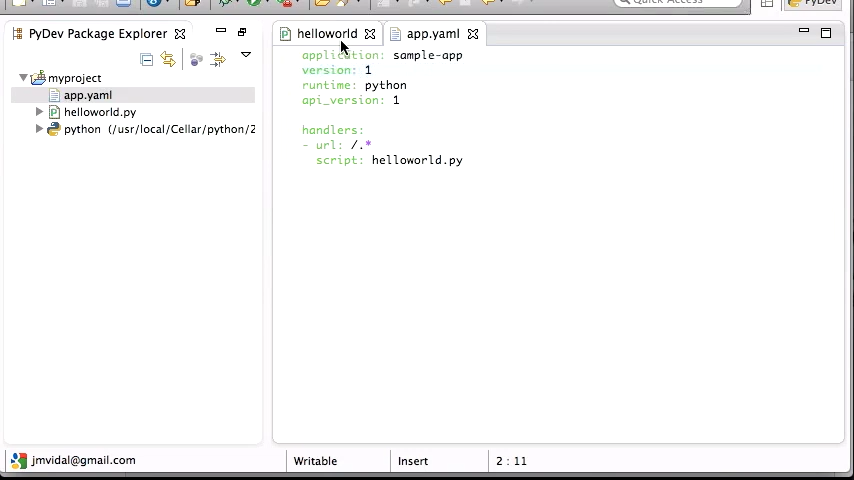 Quick Access
PyDev
PyDev Package Explorer
helloworld
app.yaml
myproject
app.yaml
helloworld.py
python (/usr/local/Cellar/python/2
application: sample-app
version: 1
runtime: python
api_version: 1
handlers:
- url: /.*
script: helloworld.py
jmvidal@gmail.com
Writable
Insert
2 : 11